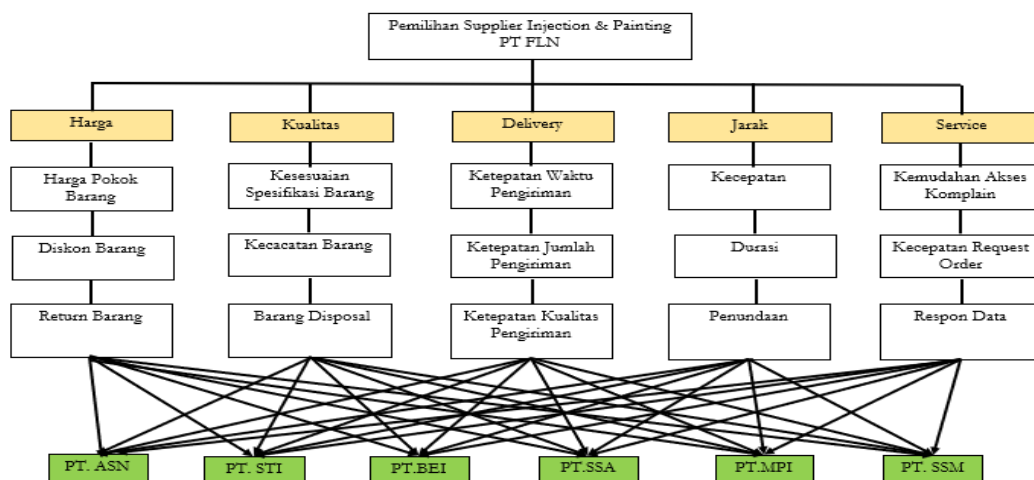 Pemilihan Supplier Injection & Painting
PT FLN
Harga
Kualitas
Delivery
Jarak
Service
Harga Pokok
Barang
Kesesuaian
Spesifikasi Barang
Ketepatan Waktu
Pengiriman
Kecepatan
Kemudahan Akses
Komplain
Diskon Barang
Kecacatan Barang
Ketepatan Jumlah
Pengiriman
Durasi
Kecepatan Request
Order
Return Barang
Barang Disposal
Ketepatan Kualitas
Pengiriman
Penundaan
Respon Data
PT. ASN
PT. STI
PT.BEI
PT.SSA
PT.MPI
PT. SSM